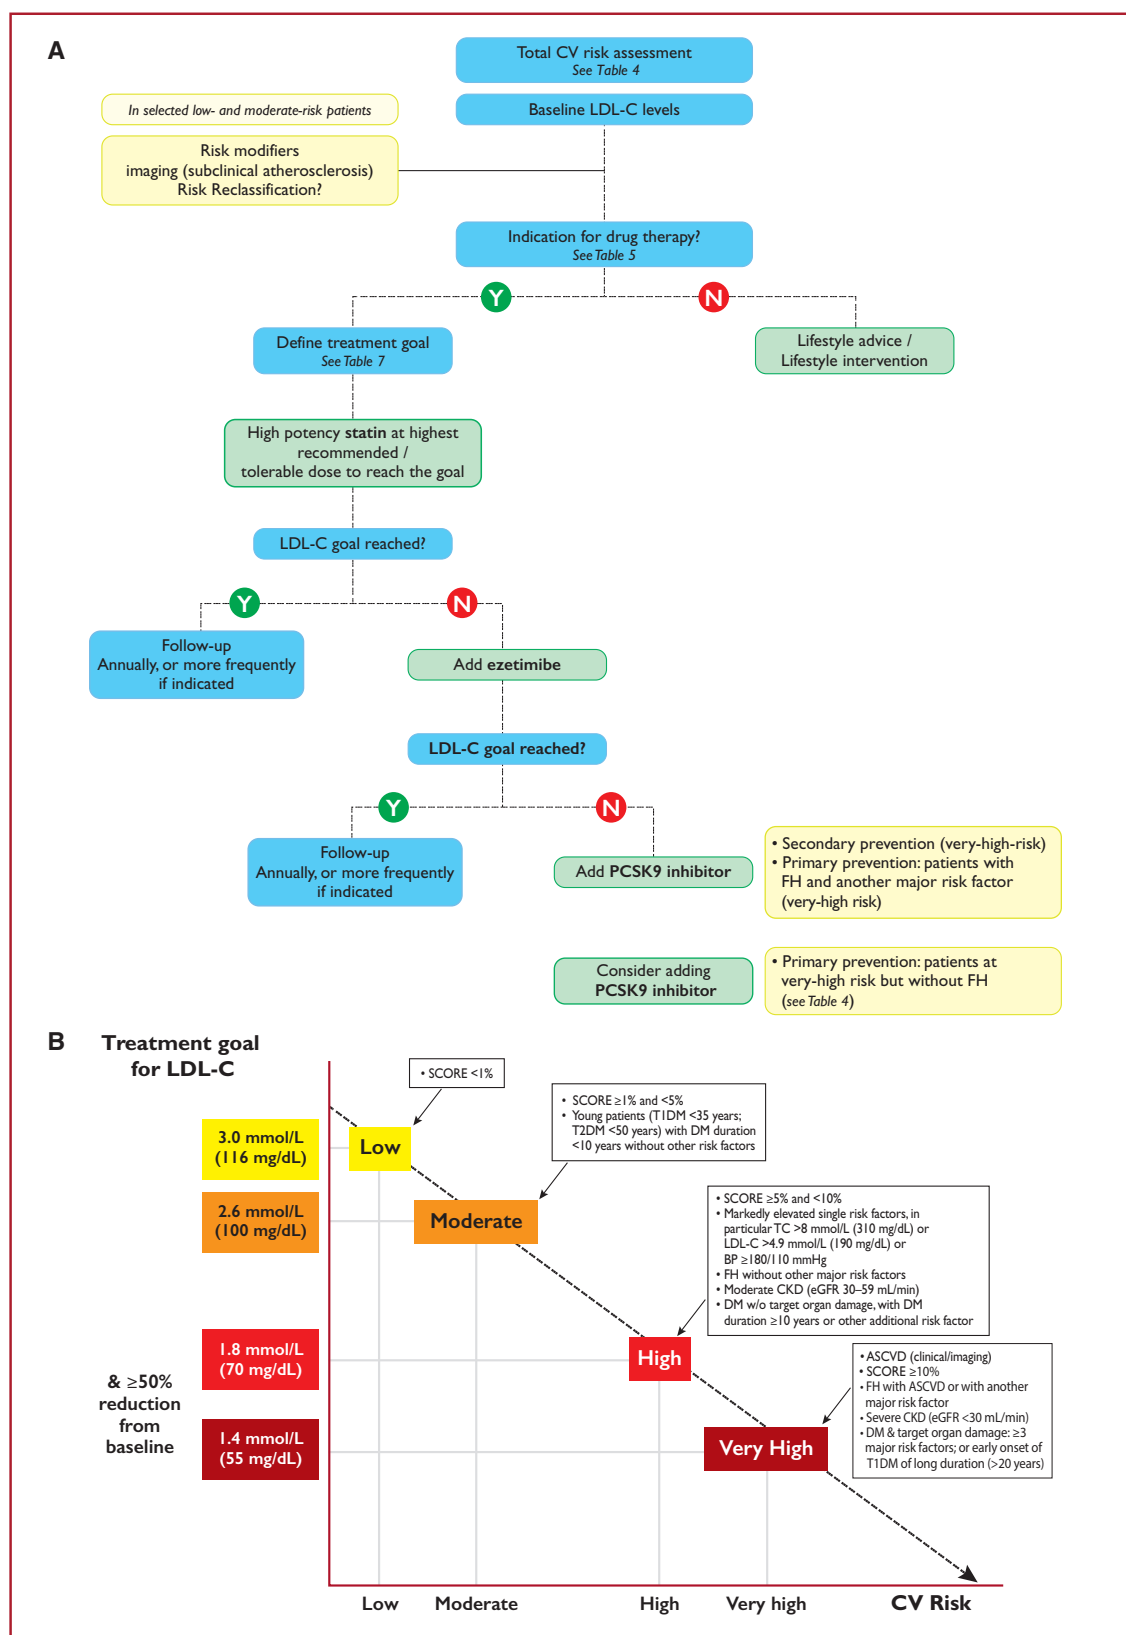 A
Total CV risk assessment
See Table 4
In selected low- and moderate-risk patients
Baseline LDL-C levels
Risk modifiers
imaging (subclinical atherosclerosis)
Risk Reclassification?
Indication for drug therapy?
See Table 5
Y
N
Define treatment goal
See Table 7
Lifestyle advice /
Lifestyle intervention
High potency statin at highest
recommended /
tolerable dose to reach the goal
LDL-C goal reached?
Y
N
Follow-up
Annually, or more frequently
if indicated
Add ezetimibe
LDL-C goal reached?
Y
N
Follow-up
Annually, or more frequently
if indicated
Add PCSK9 inhibitor
• Secondary prevention (very-high-risk)
• Primary prevention: patients with
FH and another major risk factor
(very-high risk)
Consider adding
PCSK9 inhibitor
• Primary prevention: patients at
very-high risk but without FH
(see Table 4)
B
Treatment goal
for LDL-C
• SCORE <1%
• SCORE ≥1% and <5%
• Young patients (T1DM <35 years;
T2DM <50 years) with DM duration
<10 years without other risk factors
3.0 mmol/L
(116 mg/dL)
Low
2.6 mmol/L
(100 mg/dL)
Moderate
• SCORE ≥5% and <10%
• Markedly elevated single risk factors, in
particular TC >8 mmol/L (310 mg/dL) or
LDL-C >4.9 mmol/L (190 mg/dL) or
BP ≥180/110 mmHg
• FH without other major risk factors
• Moderate CKD (eGFR 30–59 mL/min)
• DM w/o target organ damage, with DM
duration ≥10 years or other additional risk factor
1.8 mmol/L
(70 mg/dL)
High
& ≥50%
reduction
from
baseline
• ASCVD (clinical/imaging)
• SCORE ≥10%
• FH with ASCVD or with another
major risk factor
• Severe CKD (eGFR <30 mL/min)
• DM & target organ damage: ≥3
major risk factors; or early onset of
T1DM of long duration (>20 years)
1.4 mmol/L
(55 mg/dL)
Very High
Low
Moderate
High
Very high
CV Risk